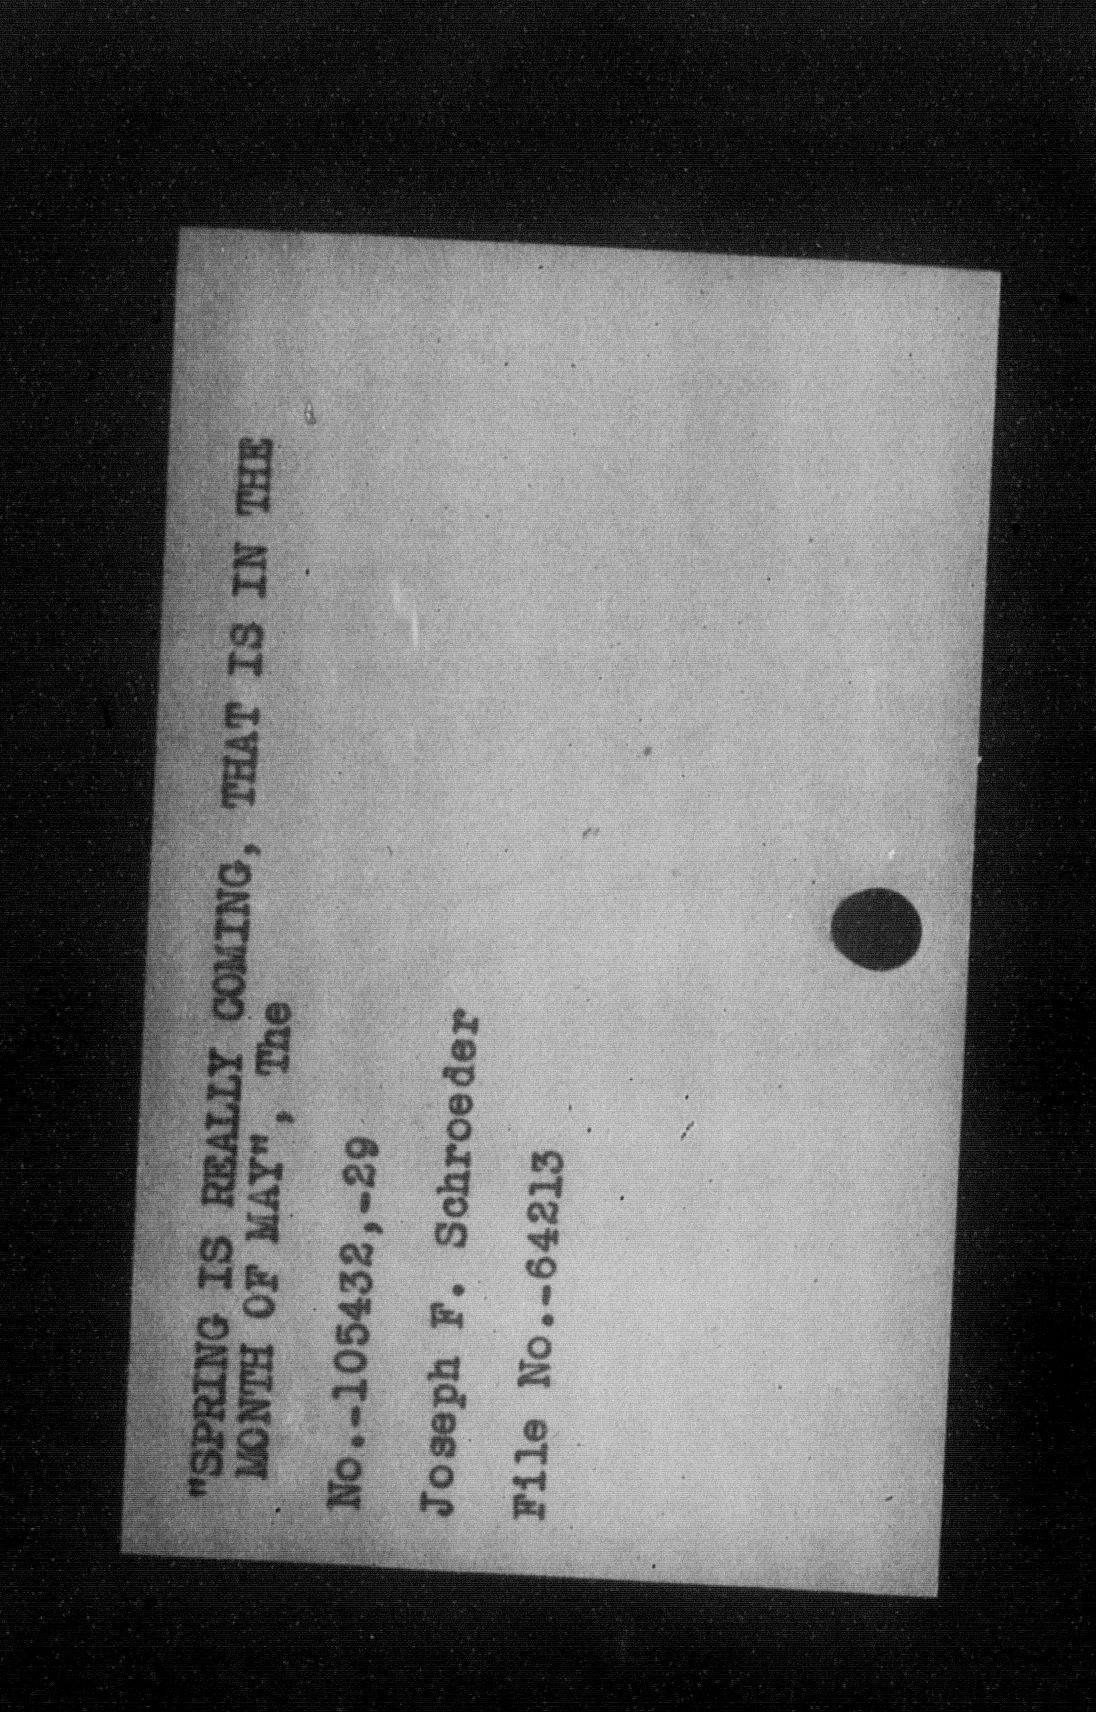 "SPRING IS REALLY COMING, THAT IS IN THE
MONTH OF MAY", The
No.-105432,-29
Joseph F. Schroeder
File No.-64213